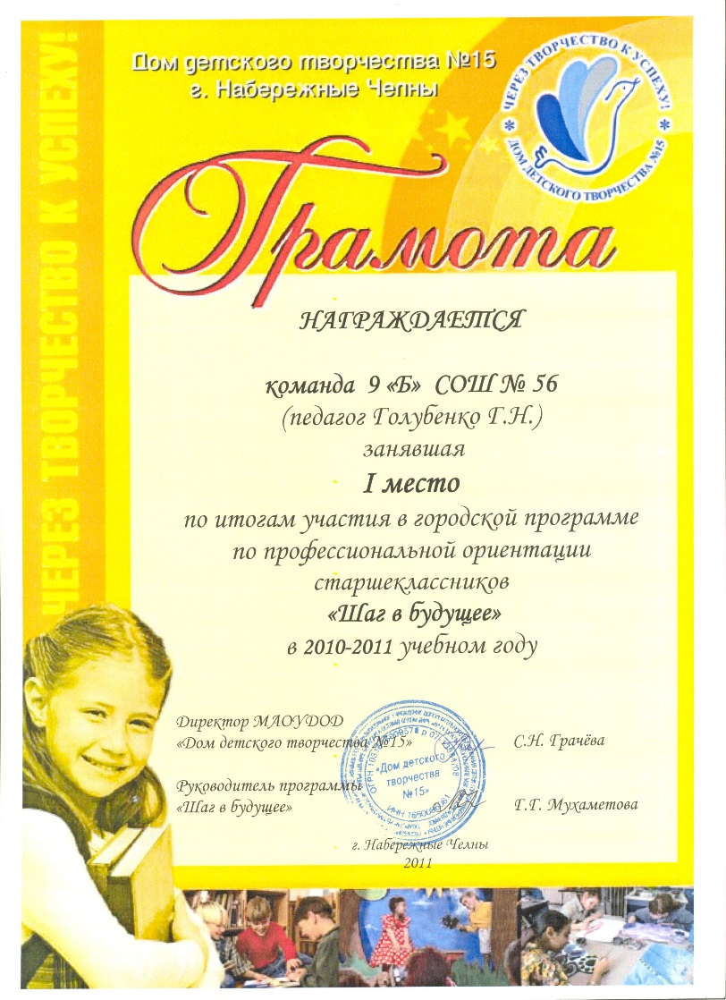 Дом детского творчества №15
г. Набережные Челны
ЧЕРЕЗ ТВОРЧЕСТВО К УСПЕХУ!
ДОМ ДЕТСКОГО ТВОРЧЕСТВА №15
ЧЕРЕЗ ТВОРЧЕСТВО К УСПЕХУ!
Грамота
НАГРАЖДАЕТСЯ
команда 9 «Б» СОШ № 56
(педагог Голубенко Г.Н.)
занявшая
I место
по итогам участия в городской программе
по профессиональной ориентации
старшеклассников
«Шаг в будущее»
в 2010-2011 учебном году
Директор МАОУДОД
«Дом детского творчества №15»
С.Н. Грачёва
Руководитель программы
«Шаг в будущее»
Г.Г. Мухаметова
«Дом детского
творчества
№15»
г. Набережные Челны
2011